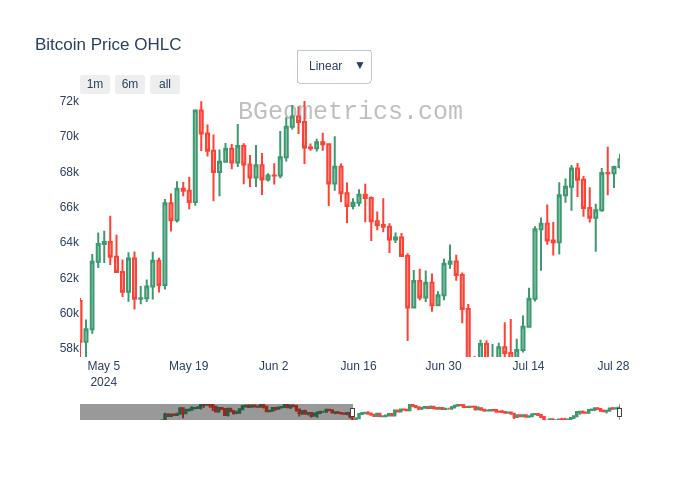 Bitcoin Price OHLC
Linear ▼
1m 6m all
BGeometrics.com
72k
70k
68k
66k
64k
62k
60k
58k
May 5 May 19 Jun 2 Jun 16 Jun 30 Jul 14 Jul 28
2024